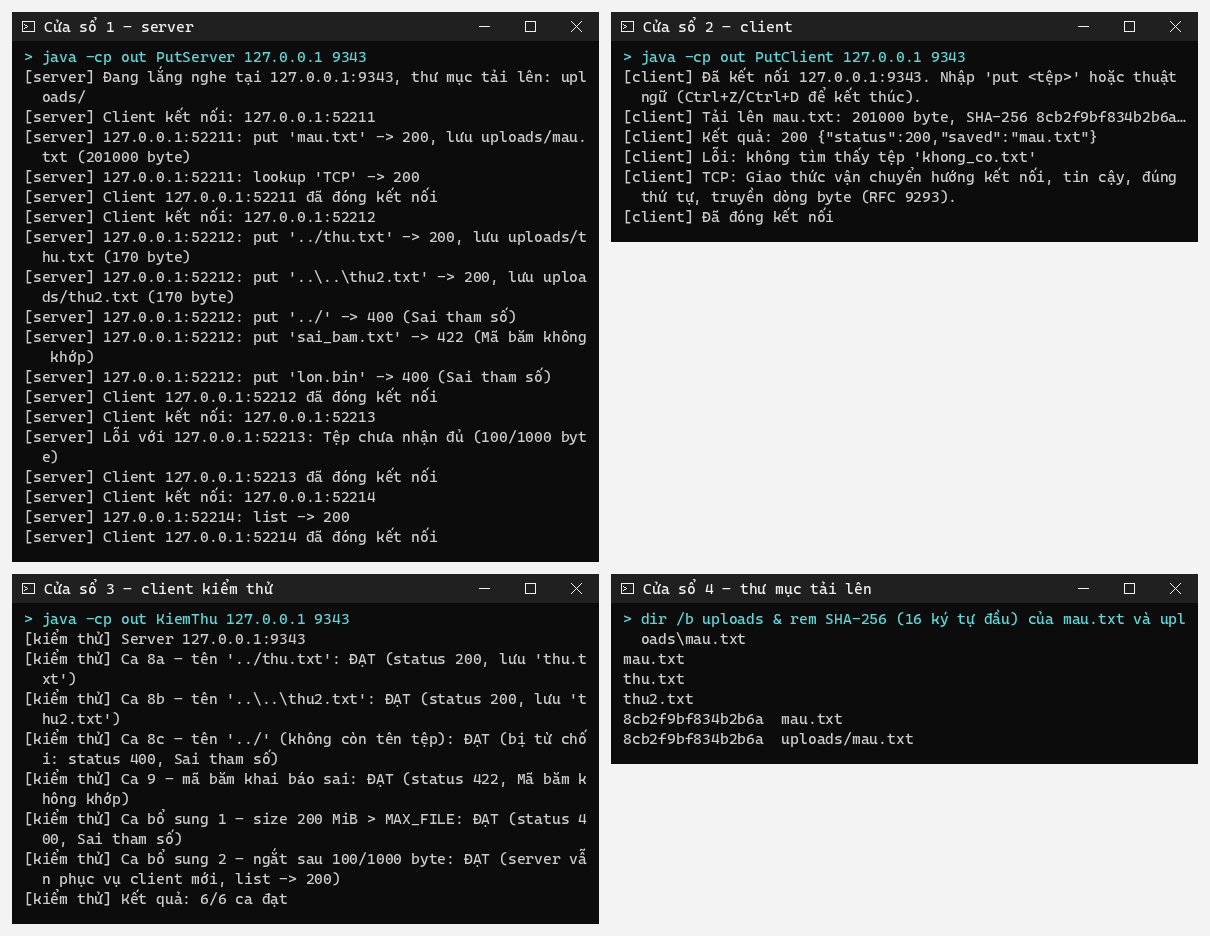 Cửa sổ 1 – server
> java -cp out PutServer 127.0.0.1 9343
[server] Đang lắng nghe tại 127.0.0.1:9343, thư mục tải lên: upl
oads/
[server] Client kết nối: 127.0.0.1:52211
[server] 127.0.0.1:52211: put 'mau.txt' -> 200, lưu uploads/mau.
txt (201000 byte)
[server] 127.0.0.1:52211: lookup 'TCP' -> 200
[server] Client 127.0.0.1:52211 đã đóng kết nối
[server] Client kết nối: 127.0.0.1:52212
[server] 127.0.0.1:52212: put '../thu.txt' -> 200, lưu uploads/t
hu.txt (170 byte)
[server] 127.0.0.1:52212: put '..\..\thu2.txt' -> 200, lưu uploa
ds/thu2.txt (170 byte)
[server] 127.0.0.1:52212: put '../' -> 400 (Sai tham số)
[server] 127.0.0.1:52212: put 'sai_bam.txt' -> 422 (Mã băm không
khớp)
[server] 127.0.0.1:52212: put 'lon.bin' -> 400 (Sai tham số)
[server] Client 127.0.0.1:52212 đã đóng kết nối
[server] Client kết nối: 127.0.0.1:52213
[server] Lỗi với 127.0.0.1:52213: Tệp chưa nhận đủ (100/1000 byt
e)
[server] Client 127.0.0.1:52213 đã đóng kết nối
[server] Client kết nối: 127.0.0.1:52214
[server] 127.0.0.1:52214: list -> 200
[server] Client 127.0.0.1:52214 đã đóng kết nối
Cửa sổ 2 – client
> java -cp out PutClient 127.0.0.1 9343
[client] Đã kết nối 127.0.0.1:9343. Nhập 'put <tệp>' hoặc thuật
ngữ (Ctrl+Z/Ctrl+D để kết thúc).
[client] Tải lên mau.txt: 201000 byte, SHA-256 8cb2f9bf834b2b6a…
[client] Kết quả: 200 {"status":200,"saved":"mau.txt"}
[client] Lỗi: không tìm thấy tệp 'khong_co.txt'
[client] TCP: Giao thức vận chuyển hướng kết nối, tin cậy, đúng
thứ tự, truyền dòng byte (RFC 9293).
[client] Đã đóng kết nối
Cửa sổ 3 – client kiểm thử
> java -cp out KiemThu 127.0.0.1 9343
[kiểm thử] Server 127.0.0.1:9343
[kiểm thử] Ca 8a – tên '../thu.txt': ĐẠT (status 200, lưu 'thu.t
xt')
[kiểm thử] Ca 8b – tên '..\..\thu2.txt': ĐẠT (status 200, lưu 't
hu2.txt')
[kiểm thử] Ca 8c – tên '../' (không còn tên tệp): ĐẠT (bị từ chố
i: status 400, Sai tham số)
[kiểm thử] Ca 9 – mã băm khai báo sai: ĐẠT (status 422, Mã băm k
hông khớp)
[kiểm thử] Ca bổ sung 1 – size 200 MiB > MAX_FILE: ĐẠT (status 4
00, Sai tham số)
[kiểm thử] Ca bổ sung 2 – ngắt sau 100/1000 byte: ĐẠT (server vẫ
n phục vụ client mới, list -> 200)
[kiểm thử] Kết quả: 6/6 ca đạt
Cửa sổ 4 – thư mục tải lên
> dir /b uploads & rem SHA-256 (16 ký tự đầu) của mau.txt và upl
oads\mau.txt
mau.txt
thu.txt
thu2.txt
8cb2f9bf834b2b6a  mau.txt
8cb2f9bf834b2b6a  uploads/mau.txt